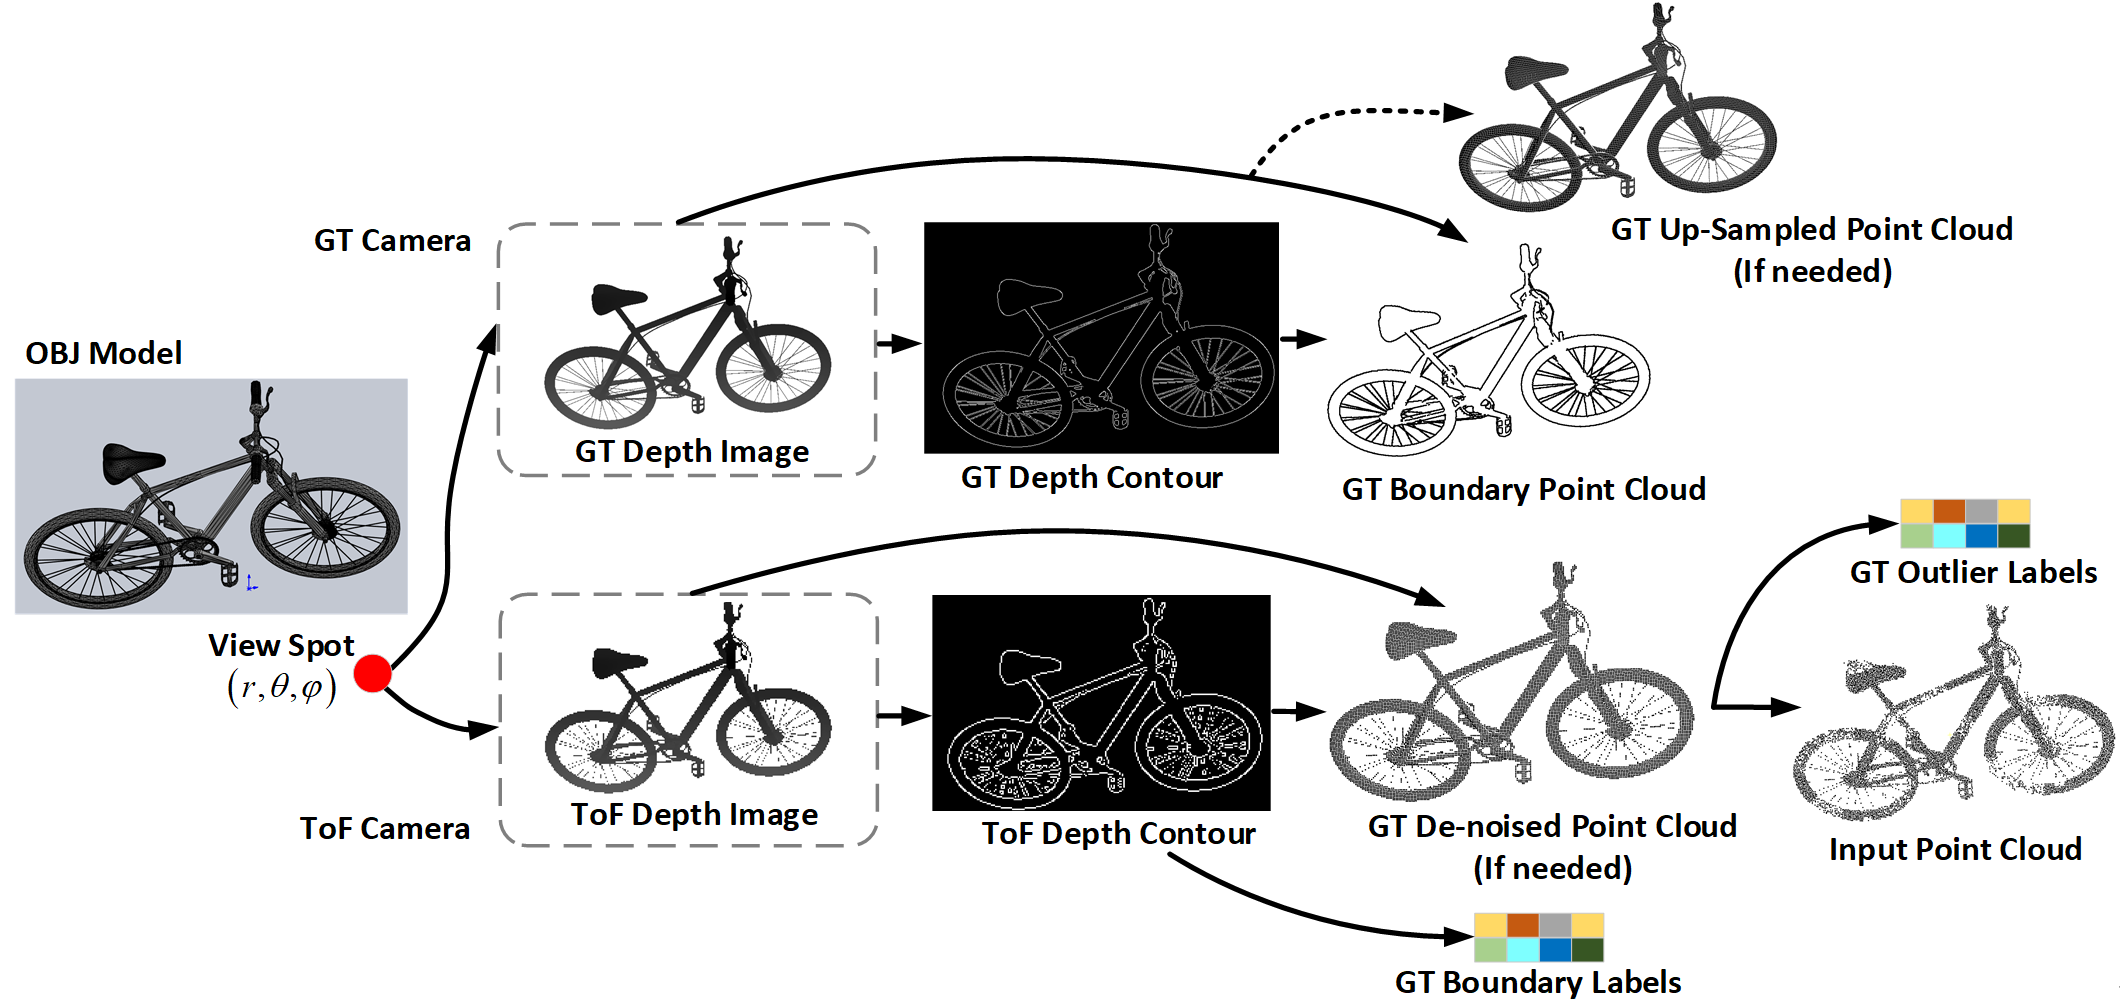 GT Up-Sampled Point Cloud
(If needed)
GT Camera
GT Depth Image
GT Depth Contour
GT Boundary Point Cloud
OBJ Model
View Spot
(r,θ,φ)
GT Outlier Labels
ToF Camera
ToF Depth Image
ToF Depth Contour
GT De-noised Point Cloud
(If needed)
Input Point Cloud
GT Boundary Labels